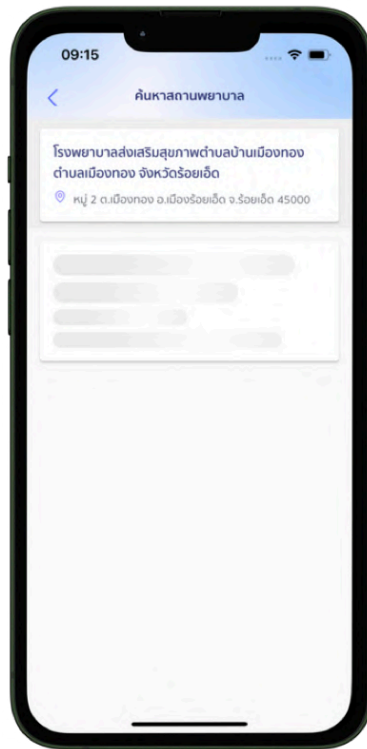 09:15
ค้นหาสถานพยาบาล
โรงพยาบาลส่งเสริมสุขภาพตำบลบ้านเมืองทอง
ตำบลเมืองทอง จังหวัดร้อยเอ็ด
หมู่ 2 ต.เมืองทอง อ.เมืองร้อยเอ็ด จ.ร้อยเอ็ด 45000